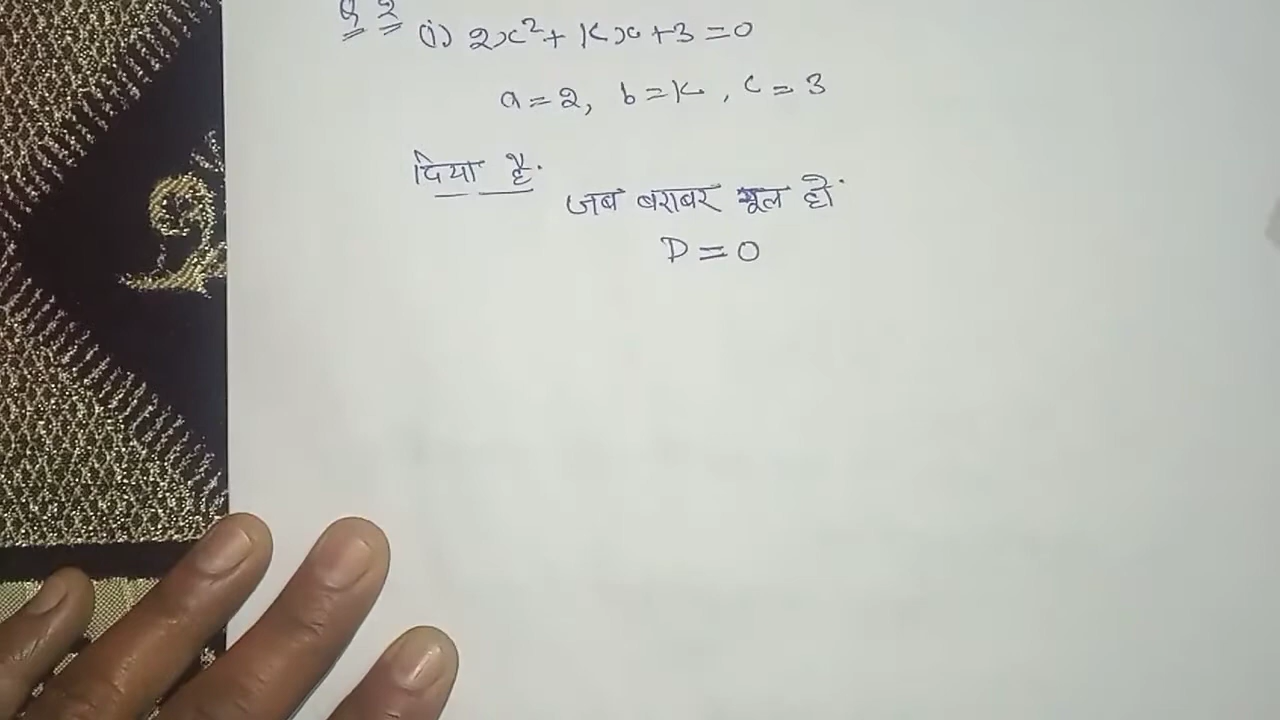 Q 2 (i) 2x² + Kx + 3 = 0
a = 2, b = K, c = 3
दिया है.
जब बराबर मूल हो.
D = 0